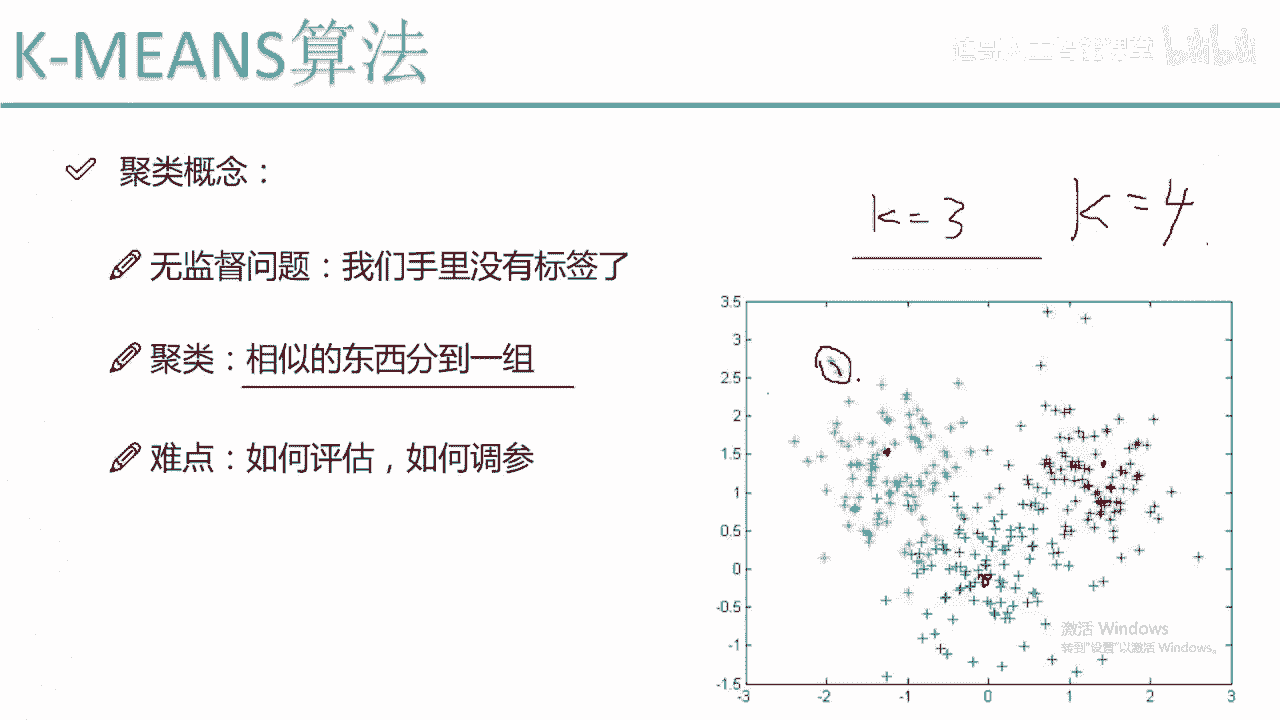 K-MEANS算法
bilibili
聚类概念：
无监督问题：我们手里没有标签了
聚类：相似的东西分到一组
难点：如何评估，如何调参
k=3
K=4
3.5
3
2.5
2
1.5
1
0.5
0
-0.5
-1
-1.5
-3
-2
-1
0
1
2
3
激活 Windows
转到"设置"以激活 Windows。